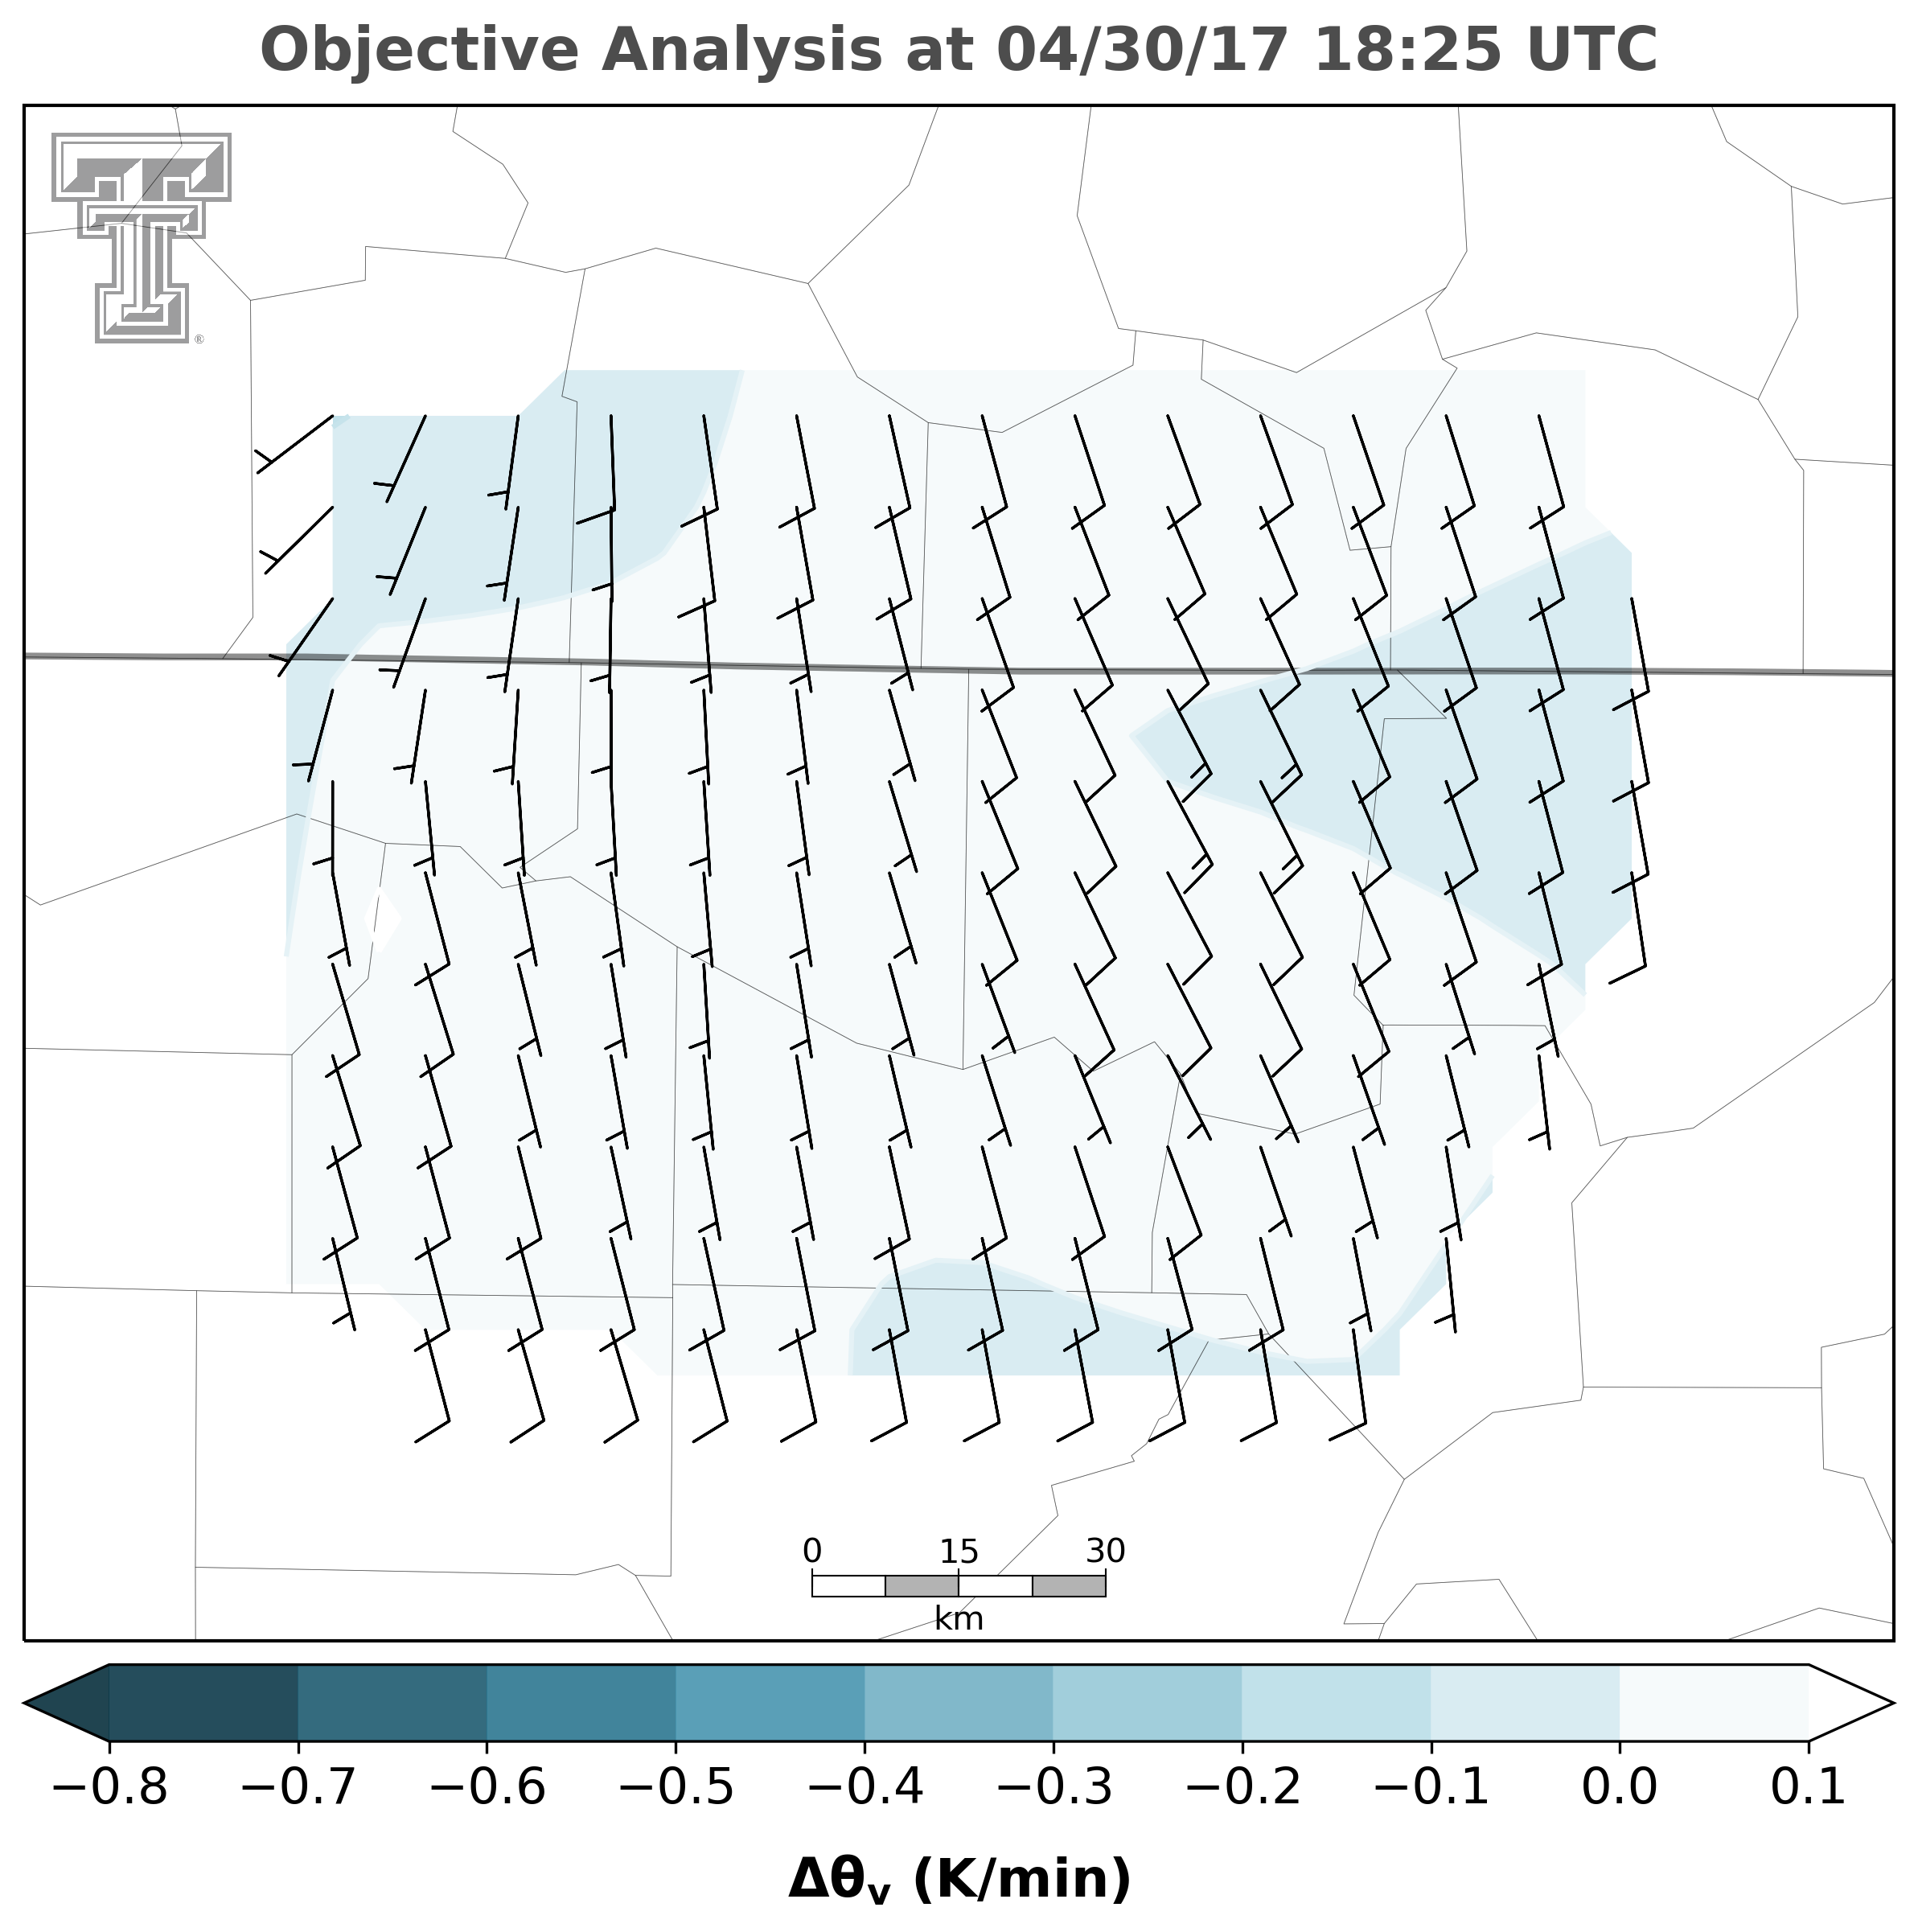 Objective Analysis at 04/30/17 18:25 UTC
®
0 15 30
km
−0.8 −0.7 −0.6 −0.5 −0.4 −0.3 −0.2 −0.1 0.0 0.1
Δθv (K/min)